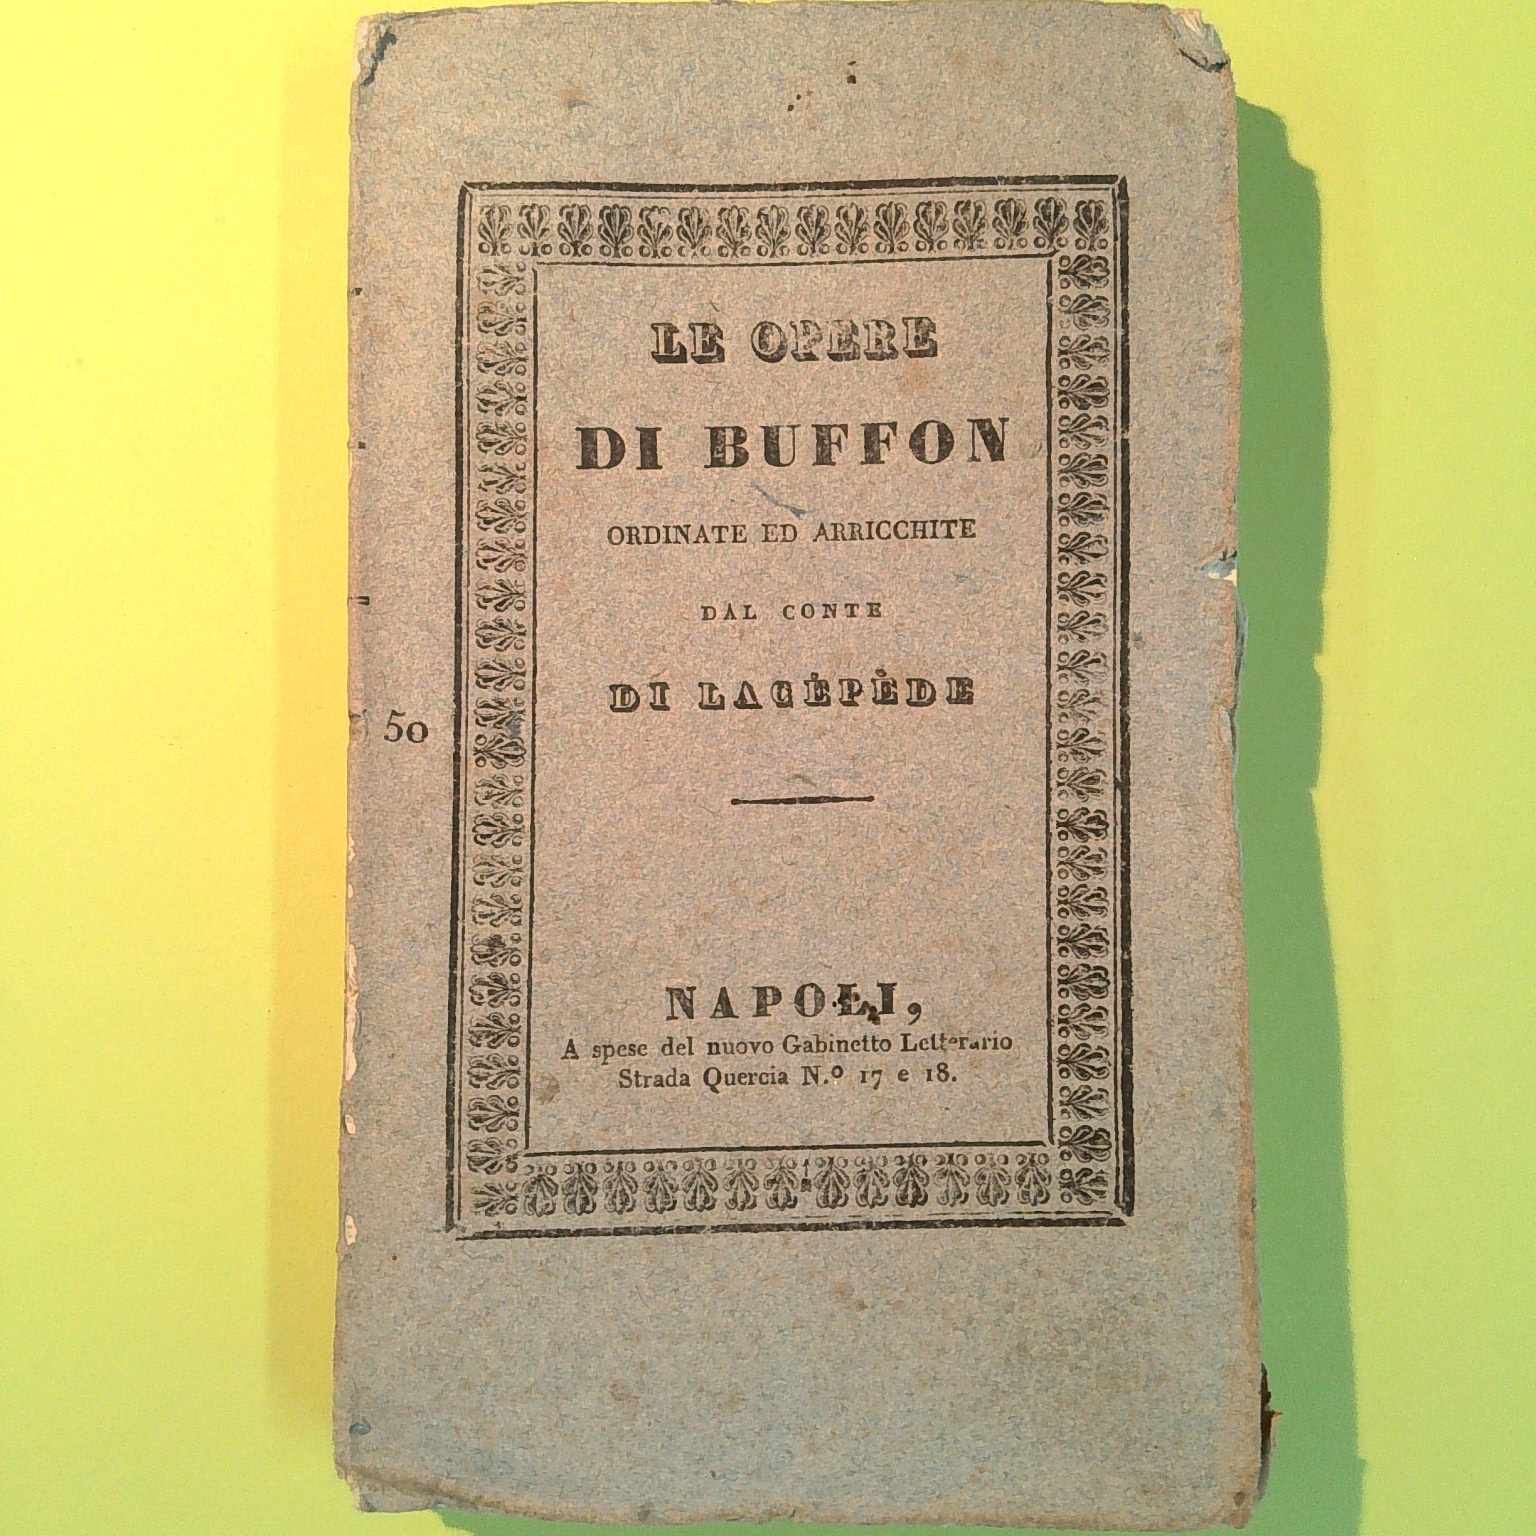 LE OPERE
DI BUFFON
ORDINATE ED ARRICCHITE
DAL CONTE
DI LACÈPÈDE
50
NAPOLI,
A spese del nuovo Gabinetto Letterario
Strada Quercia N.º 17 e 18.